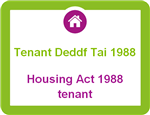 Tenant Deddf Tai 1988
Housing Act 1988
tenant